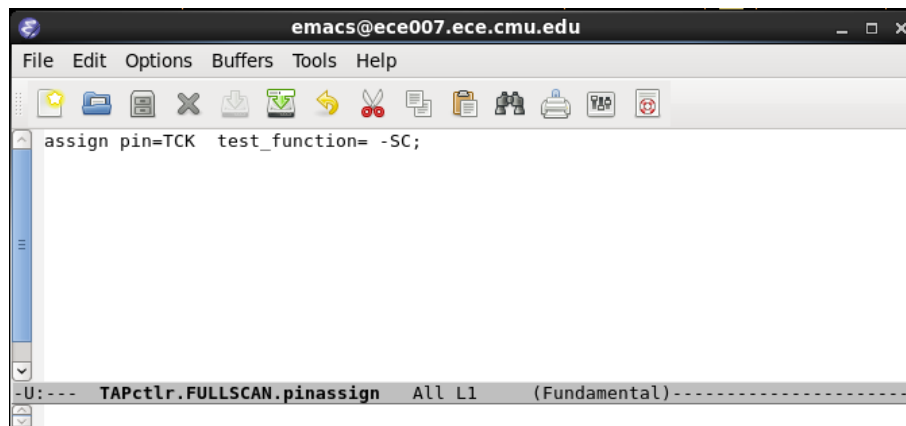 emacs@ece007.ece.cmu.edu
File Edit Options Buffers Tools Help
assign pin=TCK  test_function= -SC;
-U:---  TAPctlr.FULLSCAN.pinassign   All L1     (Fundamental)----------------------